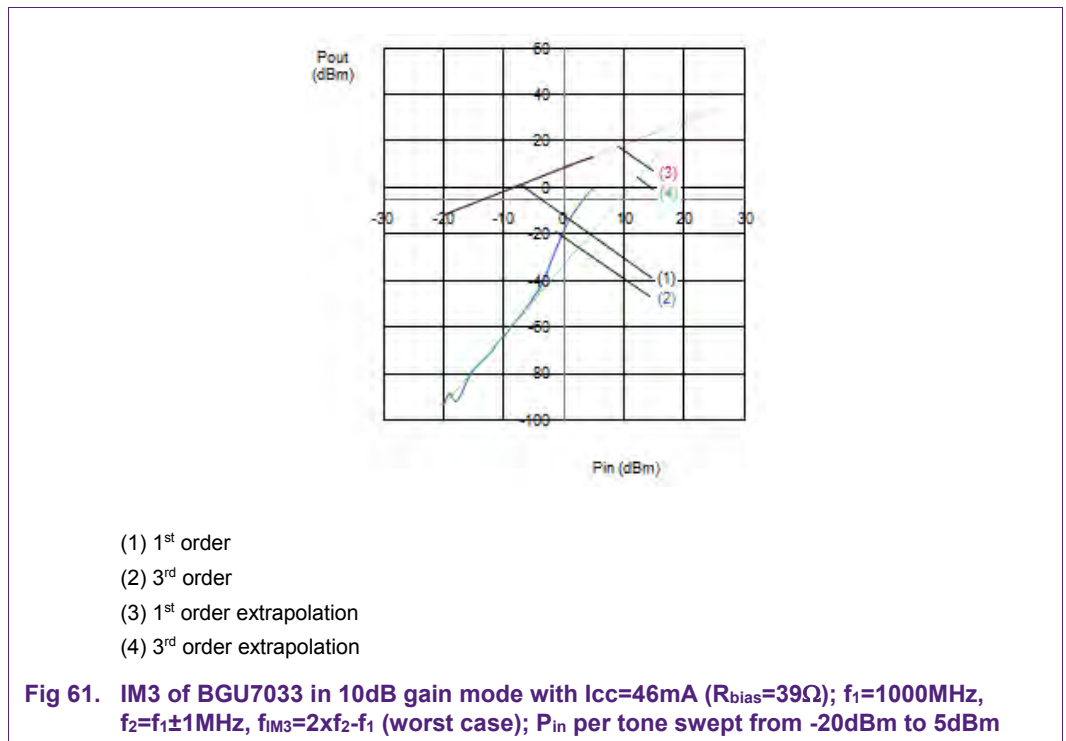 Pout
(dBm)
60
40
20
0
-30 -20 -10 0 10 20 30
-20
-40
-60
-80
-100
(3)
(4)
(1)
(2)
Pin (dBm)
(1) 1st order
(2) 3rd order
(3) 1st order extrapolation
(4) 3rd order extrapolation
Fig 61. IM3 of BGU7033 in 10dB gain mode with Icc=46mA (Rbias=39Ω); f1=1000MHz,
f2=f1±1MHz, fIM3=2xf2-f1 (worst case); Pin per tone swept from -20dBm to 5dBm